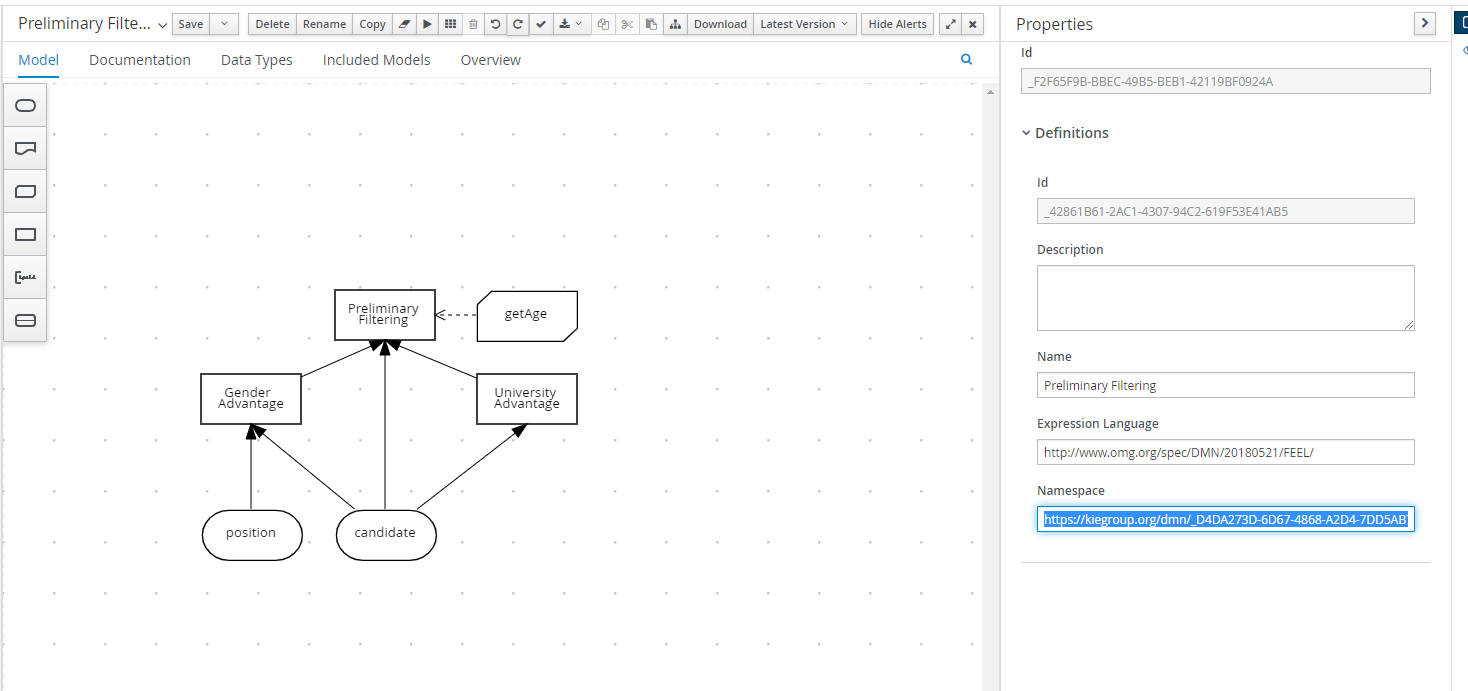 Preliminary Filte...
Save
Delete
Rename
Copy
Download
Latest Version
Hide Alerts
Model
Documentation
Data Types
Included Models
Overview
Preliminary
Filtering
getAge
Gender
Advantage
University
Advantage
position
candidate
Properties
Id
_F2F65F9B-BBEC-49B5-BEB1-42119BF0924A
Definitions
Id
_42861B61-2AC1-4307-94C2-619F53E41AB5
Description
Name
Preliminary Filtering
Expression Language
http://www.omg.org/spec/DMN/20180521/FEEL/
Namespace
https://kiegroup.org/dmn/_D4DA273D-6D67-4868-A2D4-7DD5AB